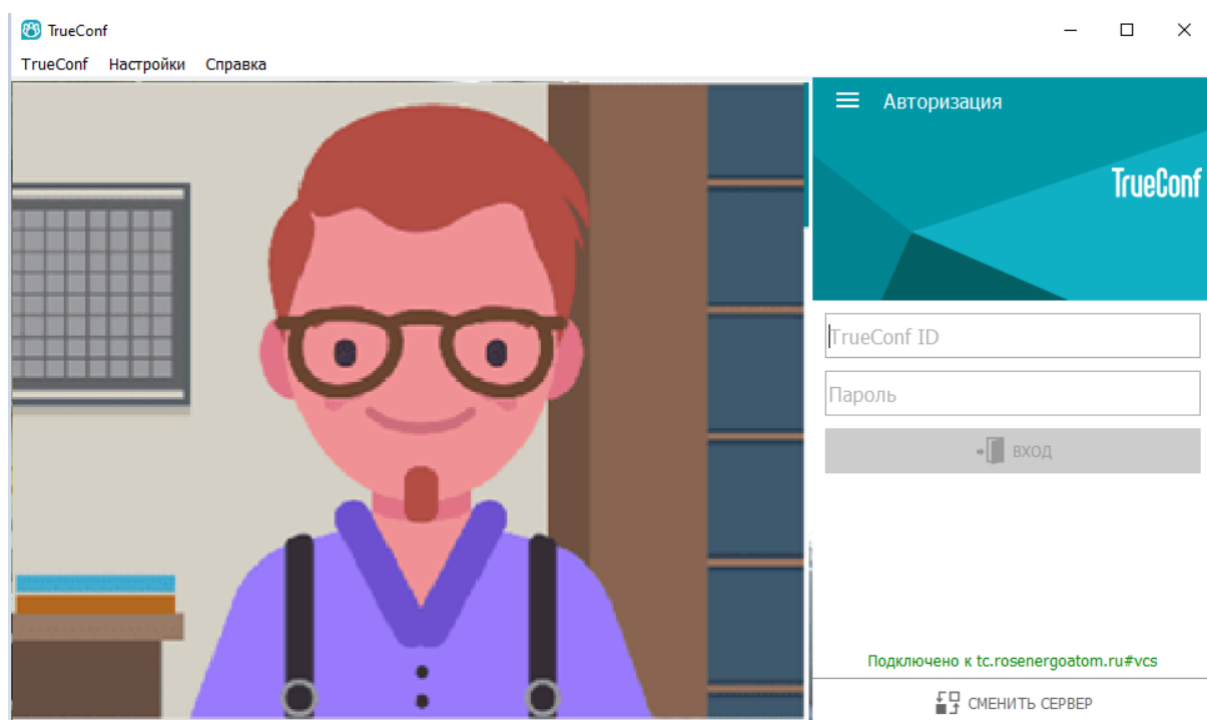 TrueConf
TrueConf Настройки Справка
Авторизация
TrueConf
TrueConf ID
Пароль
ВХОД
Подключено к tc.rosenergoatom.ru#vcs
СМЕНИТЬ СЕРВЕР